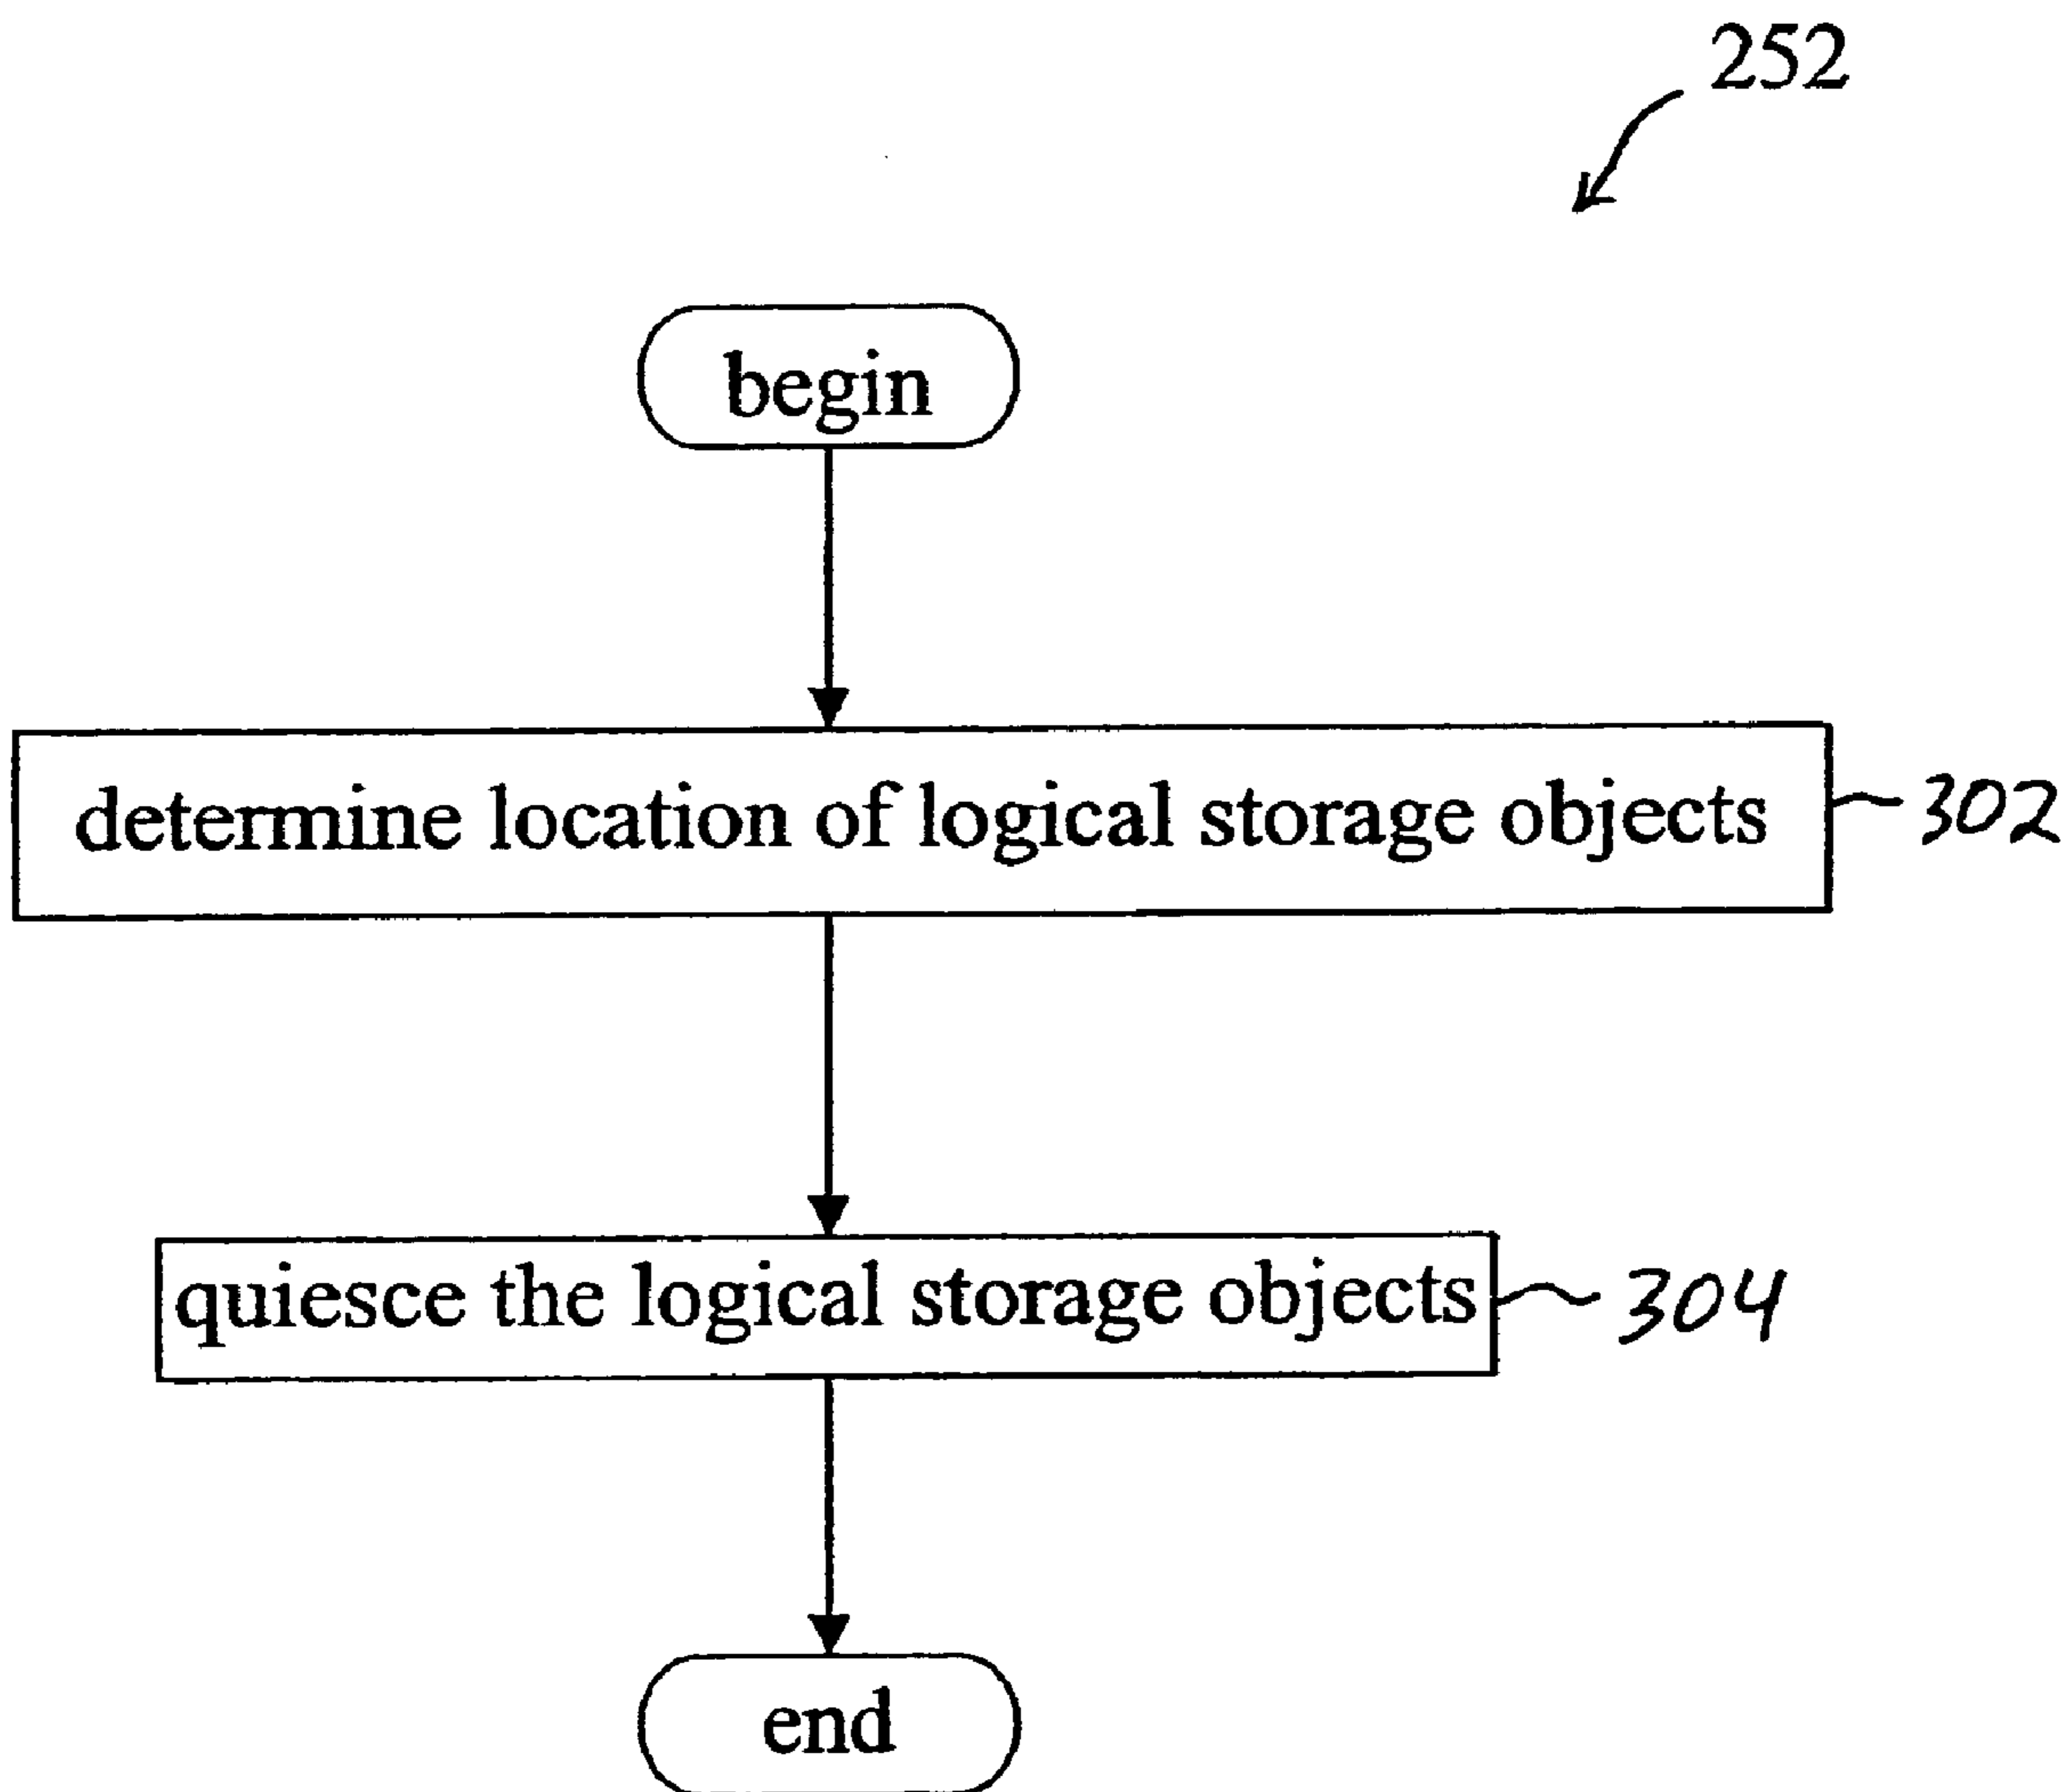 252
begin
determine location of logical storage objects
302
quiesce the logical storage objects
304
end